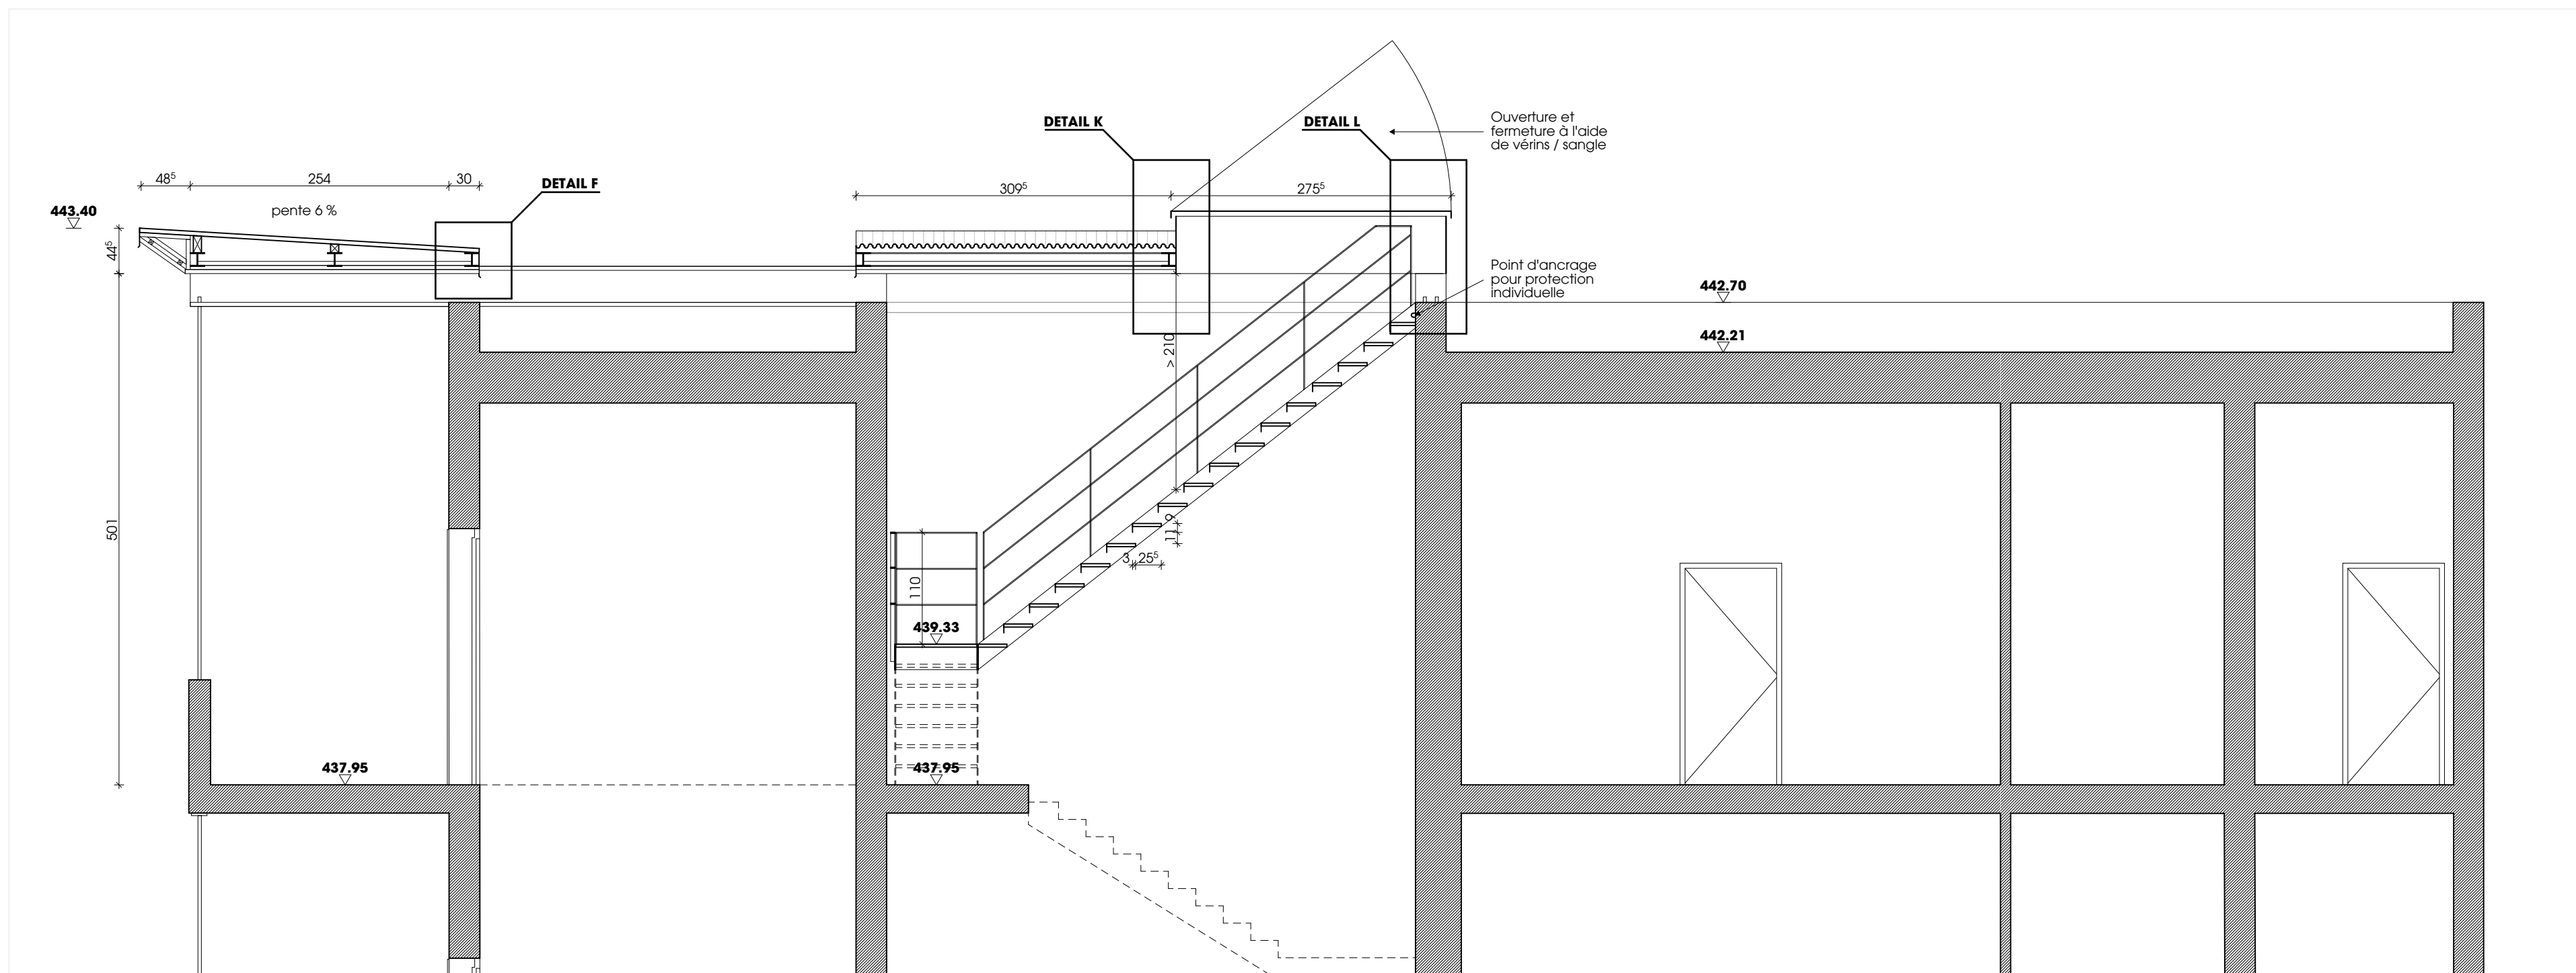 Ouverture et
fermeture à l'aide
de vérins / sangle
DETAIL K
DETAIL L
48⁵
254
30
DETAIL F
309⁵
275⁵
443.40
pente 6 %
44⁵
Point d'ancrage
pour protection
individuelle
442.70
442.21
> 210
501
11
9
3
25⁵
110
439.33
437.95
437.95